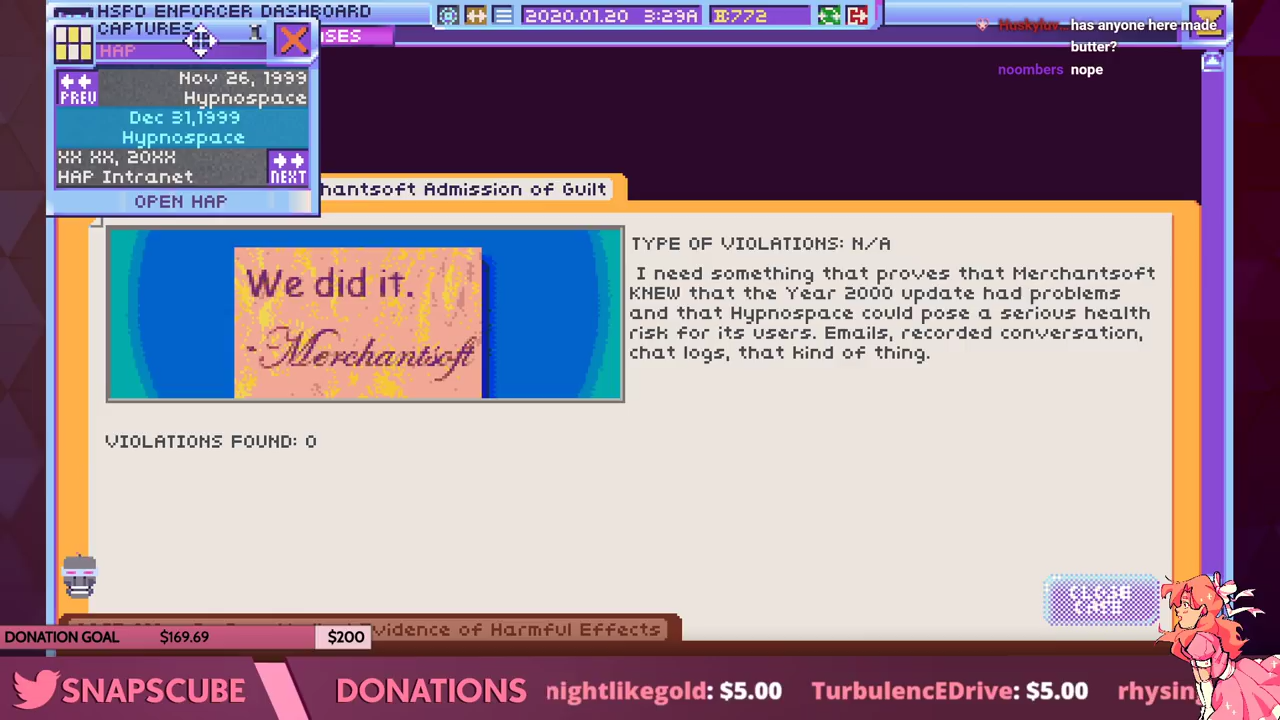 HSPD ENFORCER DASHBOARD
2020.01.20 3:29A
772
CAPTURES
HAP
SES
PREV
Nov 26, 1999
Hypnospace
Dec 31,1999
Hypnospace
XX XX, 20XX
HAP Intranet
NEXT
OPEN HAP
has anyone here made
butter?
noombers nope
hantsoft Admission of Guilt
We did it.
-Merchantsoft
TYPE OF VIOLATIONS: N/A
I need something that proves that Merchantsoft
KNEW that the Year 2000 update had problems
and that Hypnospace could pose a serious health
risk for its users. Emails, recorded conversation,
chat logs, that kind of thing.
VIOLATIONS FOUND: 0
CLOSE
CASE
Evidence of Harmful Effects
DONATION GOAL $169.69 $200
SNAPSCUBE DONATIONS nightlikegold: $5.00 TurbulencEDrive: $5.00 rhysin